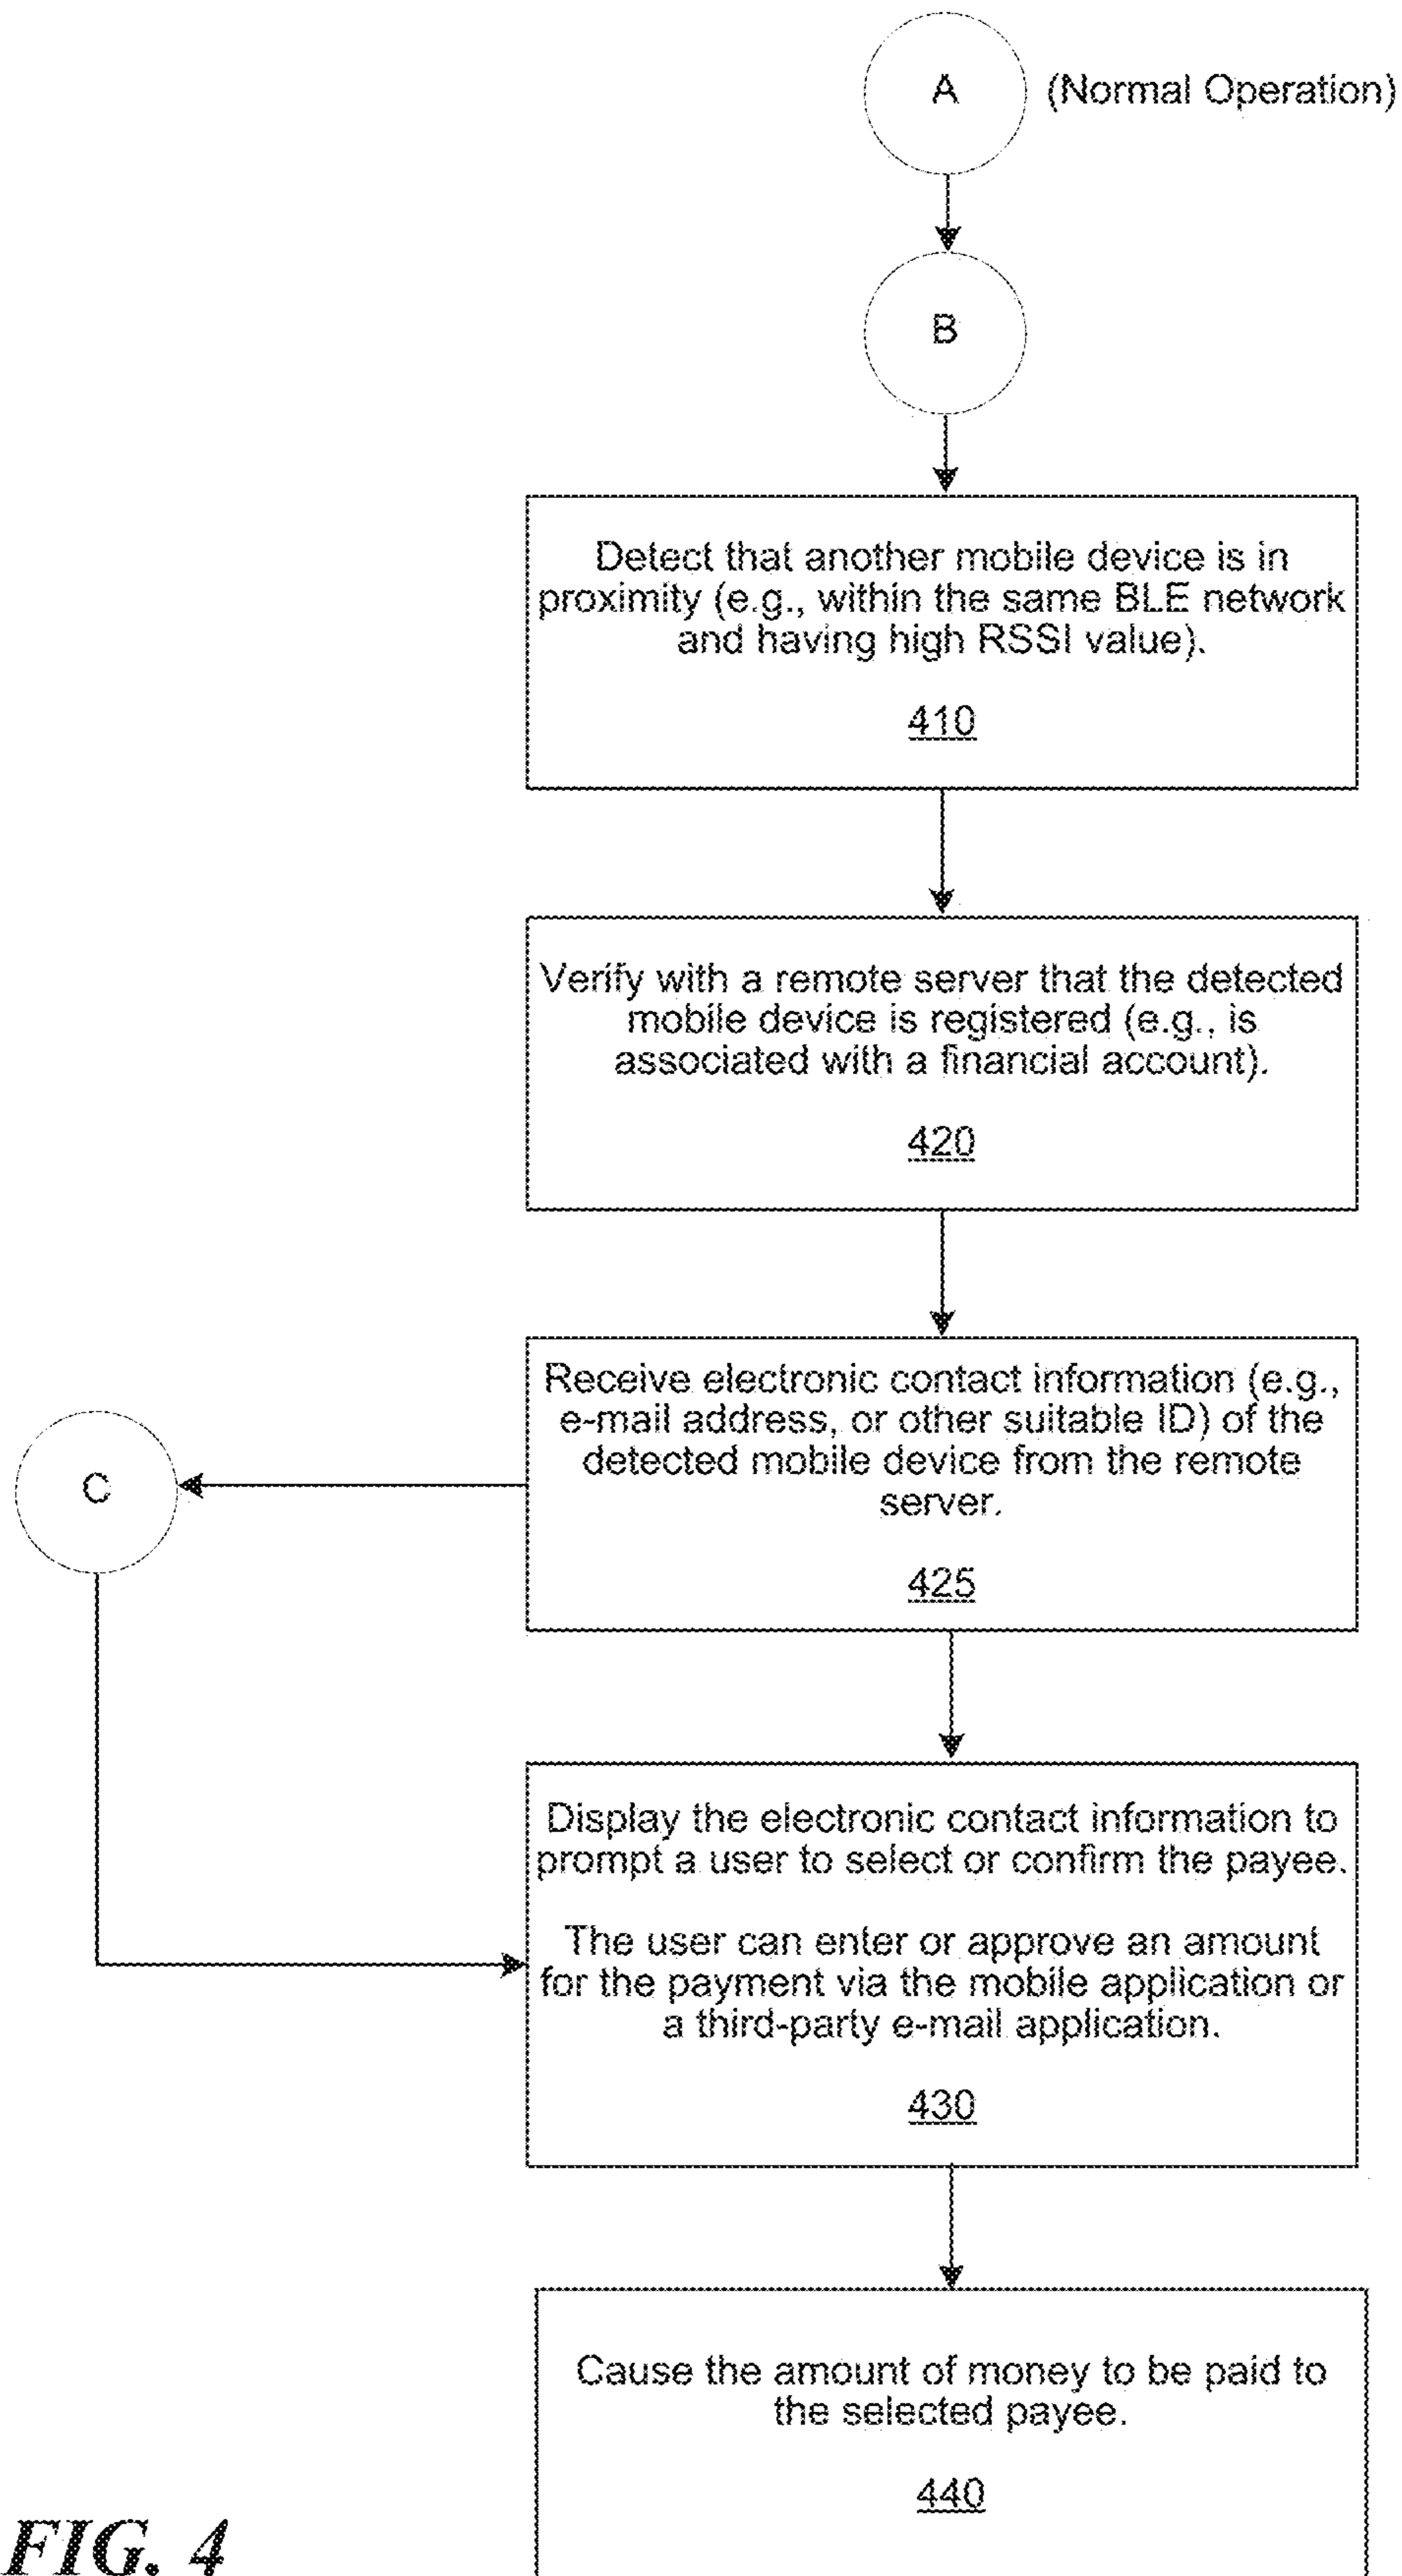 A (Normal Operation)
B
Detect that another mobile device is in
proximity (e.g., within the same BLE network
and having high RSSI value).
410
Verify with a remote server that the detected
mobile device is registered (e.g., is
associated with a financial account).
420
Receive electronic contact information (e.g.,
e-mail address, or other suitable ID) of the
detected mobile device from the remote
server.
425
C
Display the electronic contact information to
prompt a user to select or confirm the payee.
The user can enter or approve an amount
for the payment via the mobile application or
a third-party e-mail application.
430
Cause the amount of money to be paid to
the selected payee.
440
FIG. 4